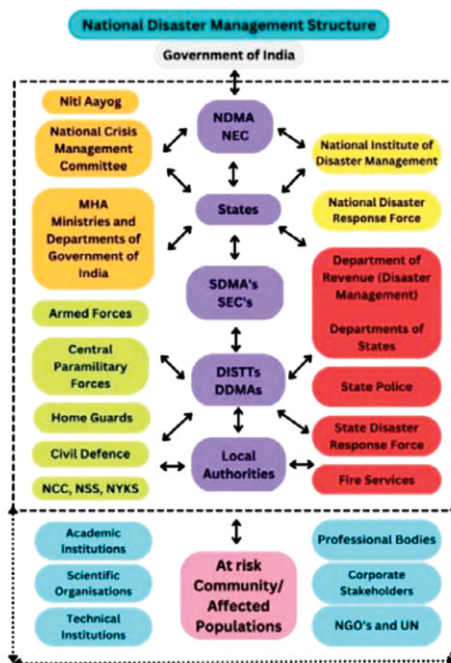 National Disaster Management Structure
Government of India
Niti Aayog
National Crisis
Management
Committee
MHA
Ministries and
Departments of
Government of
India
Armed Forces
Central
Paramilitary
Forces
Home Guards
Civil Defence
NCC, NSS, NYKS
NDMA
NEC
States
SDMA's
SEC's
DISTTs
DDMAs
Local
Authorities
National Institute of
Disaster Management
National Disaster
Response Force
Department of
Revenue (Disaster
Management)
Departments of
States
State Police
State Disaster
Response Force
Fire Services
Academic
Institutions
Scientific
Organisations
Technical
Institutions
At risk
Community/
Affected
Populations
Professional Bodies
Corporate
Stakeholders
NGO's and UN